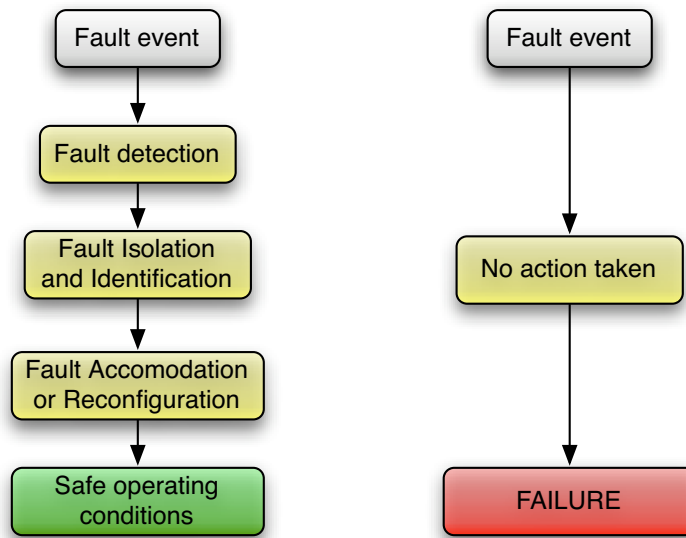 Fault event
Fault detection
Fault Isolation
and Identification
Fault Accomodation
or Reconfiguration
Safe operating
conditions
Fault event
No action taken
FAILURE